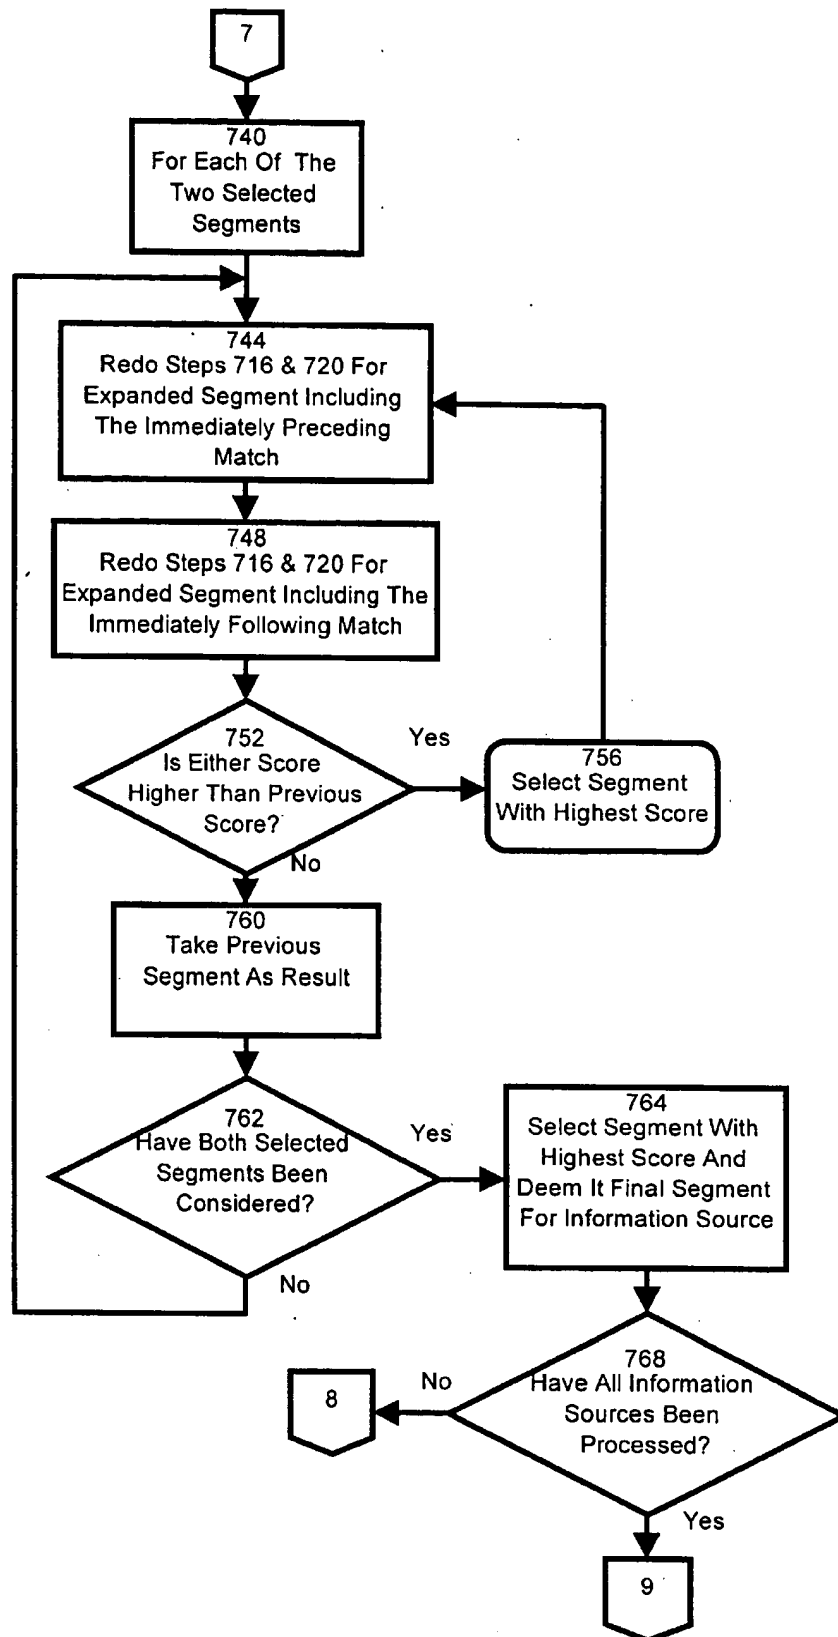 7
740
For Each Of The
Two Selected
Segments
744
Redo Steps 716 & 720 For
Expanded Segment Including
The Immediately Preceding
Match
748
Redo Steps 716 & 720 For
Expanded Segment Including The
Immediately Following Match
752
Is Either Score
Higher Than Previous
Score?
Yes
756
Select Segment
With Highest Score
No
760
Take Previous
Segment As Result
762
Have Both Selected
Segments Been
Considered?
Yes
764
Select Segment With
Highest Score And
Deem It Final Segment
For Information Source
No
768
Have All Information
Sources Been
Processed?
No
8
Yes
9